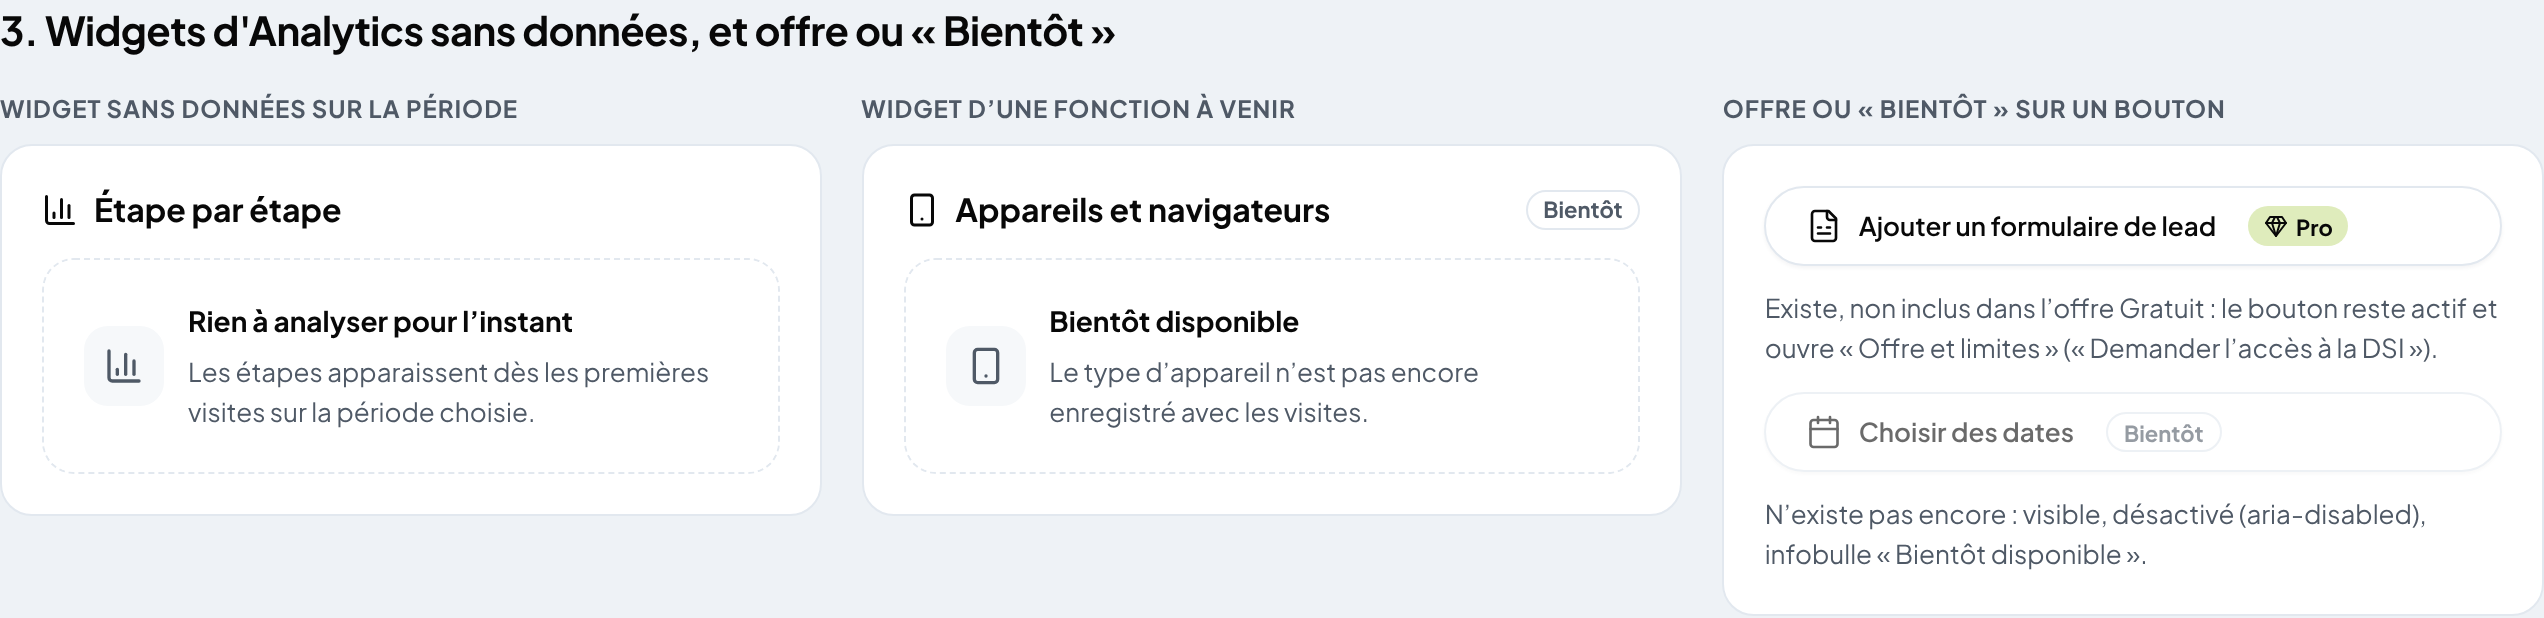 3. Widgets d'Analytics sans données, et offre ou « Bientôt »
WIDGET SANS DONNÉES SUR LA PÉRIODE
Étape par étape
Rien à analyser pour l’instant
Les étapes apparaissent dès les premières
visites sur la période choisie.
WIDGET D’UNE FONCTION À VENIR
Appareils et navigateurs
Bientôt
Bientôt disponible
Le type d’appareil n’est pas encore
enregistré avec les visites.
OFFRE OU « BIENTÔT » SUR UN BOUTON
Ajouter un formulaire de lead
Pro
Existe, non inclus dans l’offre Gratuit : le bouton reste actif et
ouvre « Offre et limites » (« Demander l’accès à la DSI »).
Choisir des dates
Bientôt
N’existe pas encore : visible, désactivé (aria-disabled),
infobulle « Bientôt disponible ».